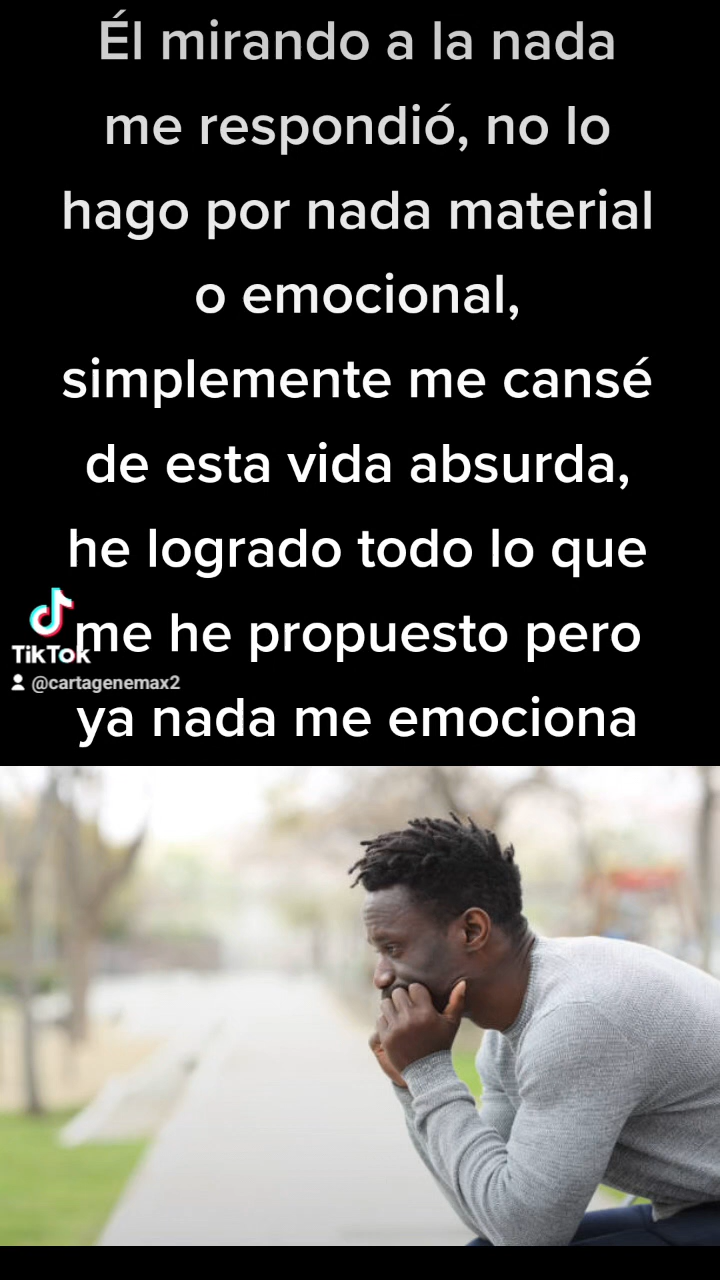 Él mirando a la nada
me respondió, no lo
hago por nada material
o emocional,
simplemente me cansé
de esta vida absurda,
he logrado todo lo que
me he propuesto pero
TikTok
@cartagenemax2
ya nada me emociona